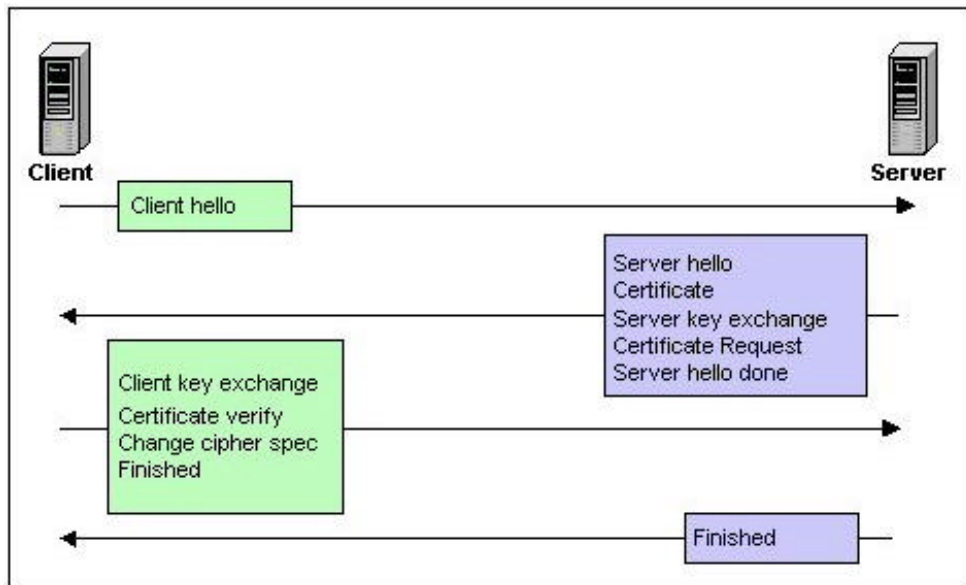 Client
Server
Client hello
Server hello
Certificate
Server key exchange
Certificate Request
Server hello done
Client key exchange
Certificate verify
Change cipher spec
Finished
Finished